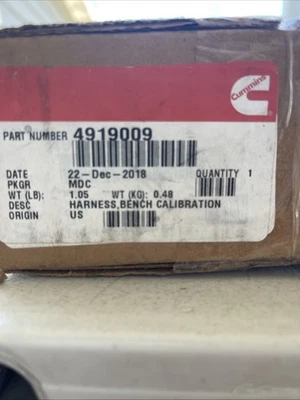 Cummins
PART NUMBER 4919009
DATE 22-Dec-2018 QUANTITY 1
PKGR MDC
WT (LB): 1.05 WT (KG): 0.48
DESC HARNESS,BENCH CALIBRATION
ORIGIN US